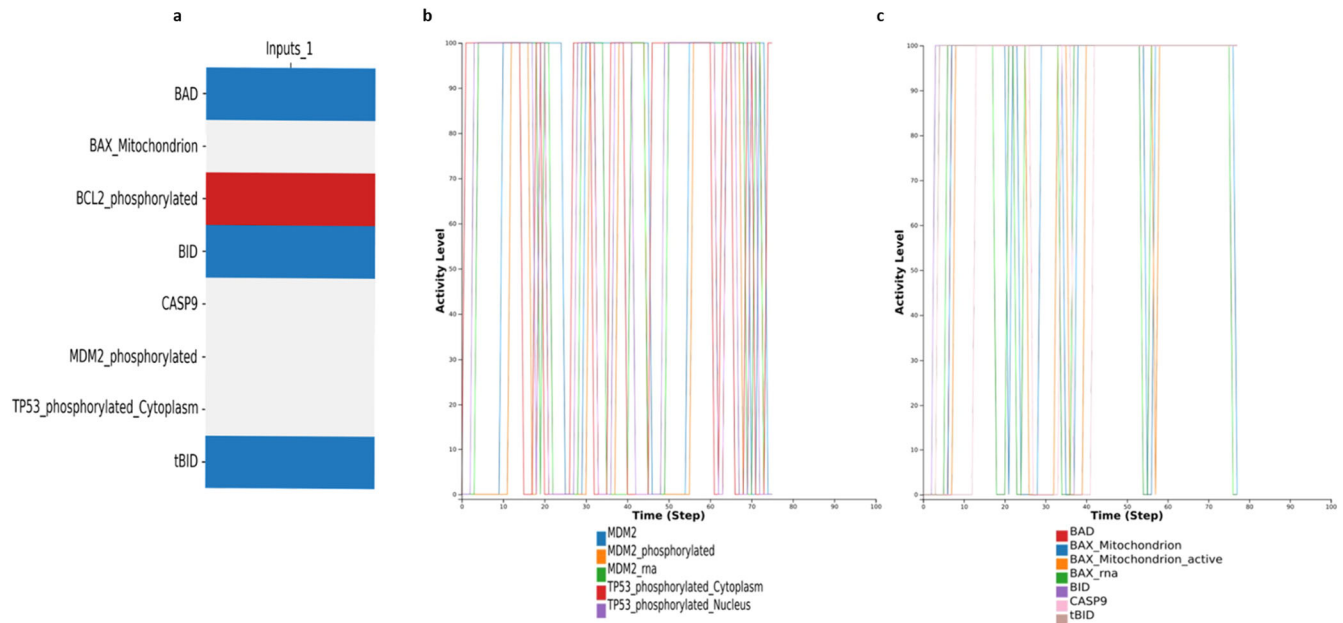 a
Inputs_1
BAD
BAX_Mitochondrion
BCL2_phosphorylated
BID
CASP9
MDM2_phosphorylated
TP53_phosphorylated_Cytoplasm
tBID
b
Activity Level
100
90
80
70
60
50
40
30
20
10
0
0 10 20 30 40 50 60 70 80 90 100
Time (Step)
MDM2
MDM2_phosphorylated
MDM2_rna
TP53_phosphorylated_Cytoplasm
TP53_phosphorylated_Nucleus
c
Activity Level
100
90
80
70
60
50
40
30
20
10
0
0 10 20 30 40 50 60 70 80 90 100
Time (Step)
BAD
BAX_Mitochondrion
BAX_Mitochondrion_active
BAX_rna
BID
CASP9
tBID